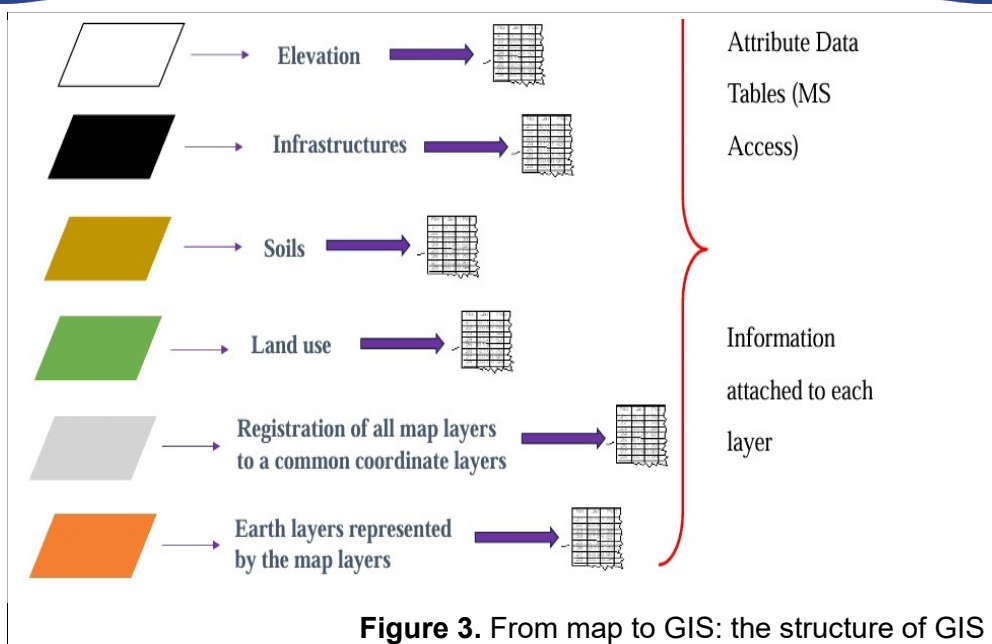 Elevation
Infrastructures
Soils
Land use
Registration of all map layers
to a common coordinate layers
Earth layers represented
by the map layers
Attribute Data
Tables (MS
Access)
Information
attached to each
layer
Figure 3. From map to GIS: the structure of GIS